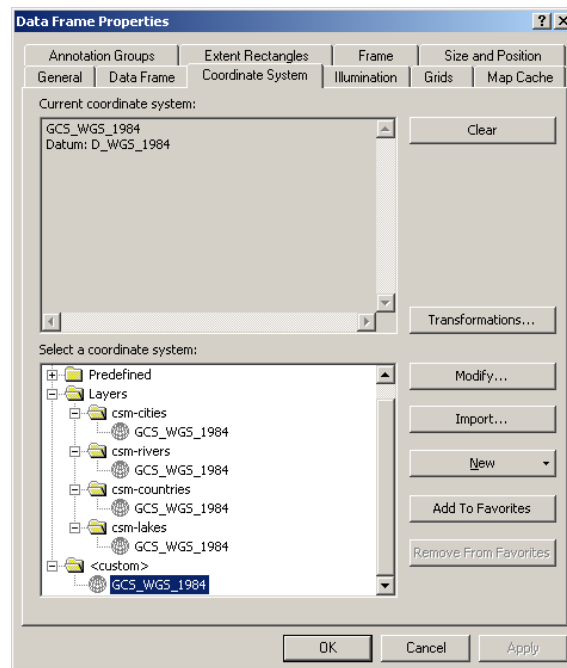 Data Frame Properties
Annotation Groups Extent Rectangles Frame Size and Position
General Data Frame Coordinate System Illumination Grids Map Cache
Current coordinate system:
GCS_WGS_1984
Datum: D_WGS_1984
Clear
Transformations...
Select a coordinate system:
Predefined
Layers
csm-cities
GCS_WGS_1984
csm-rivers
GCS_WGS_1984
csm-countries
GCS_WGS_1984
csm-lakes
GCS_WGS_1984
<custom>
GCS_WGS_1984
Modify...
Import...
New
Add To Favorites
Remove From Favorites
OK Cancel Apply